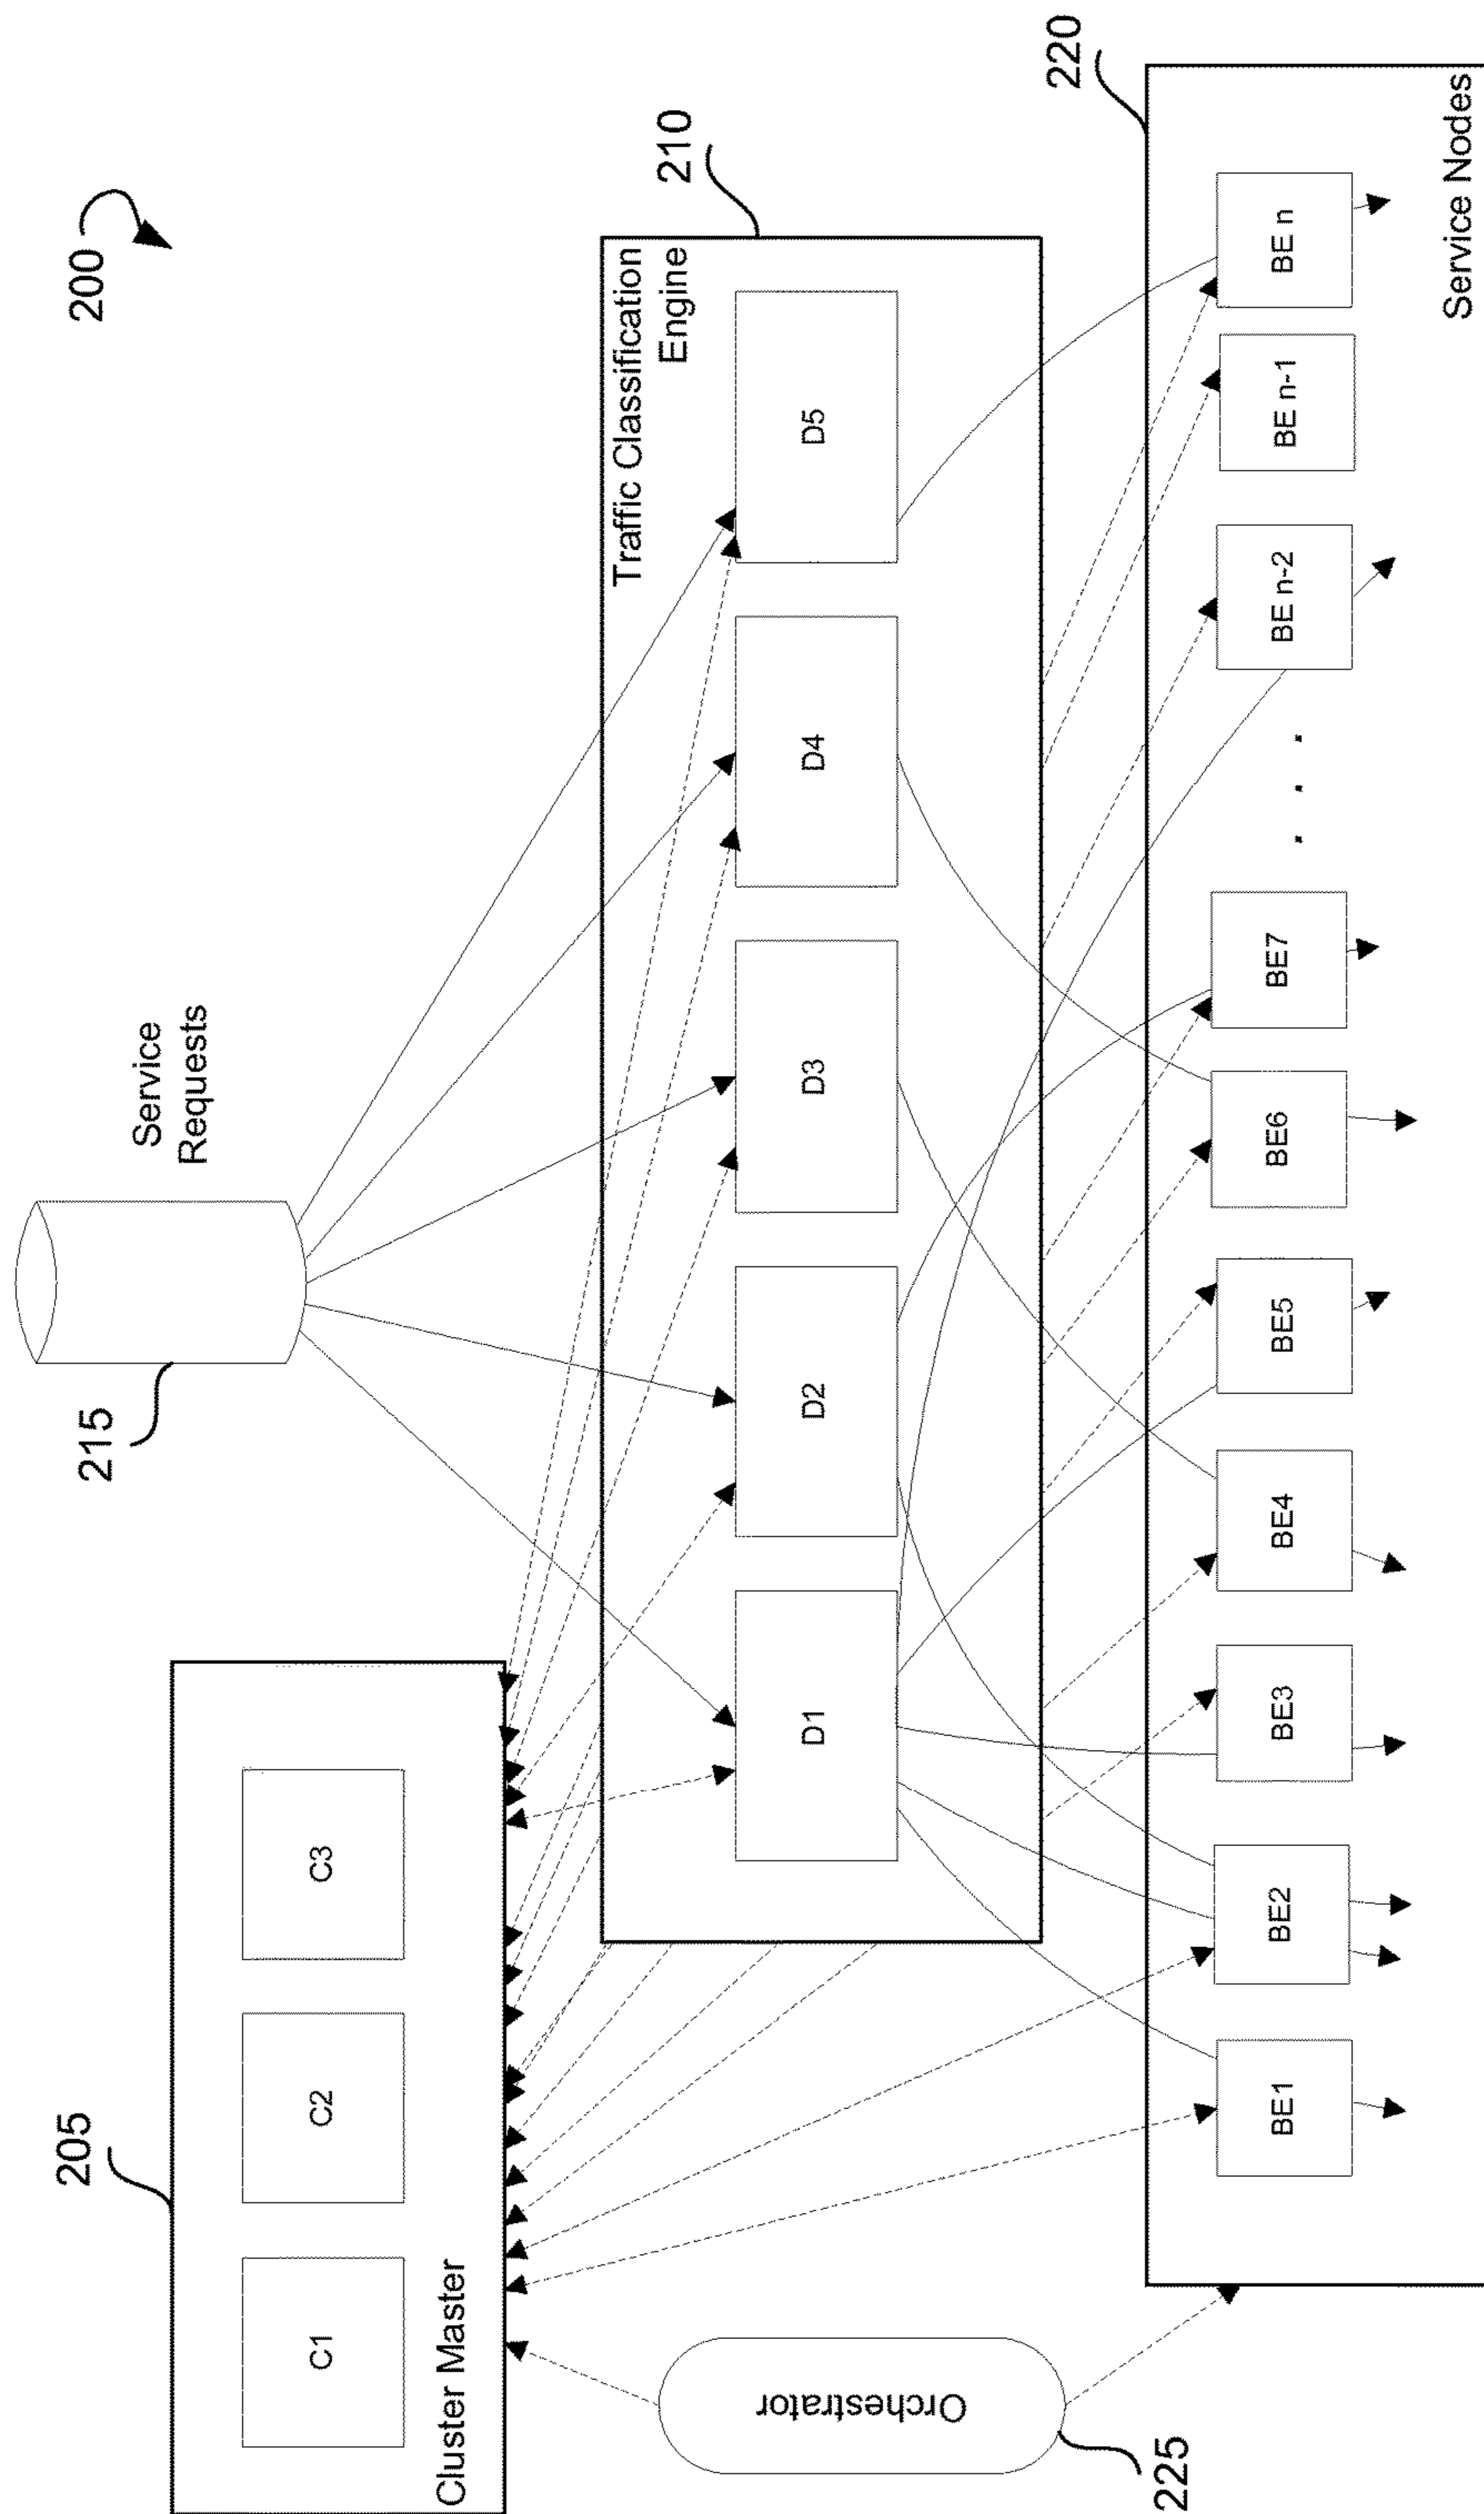 200
215
Service
Requests
205
C1
C2
C3
Cluster Master
210
Traffic Classification
Engine
D1
D2
D3
D4
D5
Orchestrator
225
220
BE1
BE2
BE3
BE4
BE5
BE6
BE7
. . .
BE n-2
BE n-1
BE n
Service Nodes